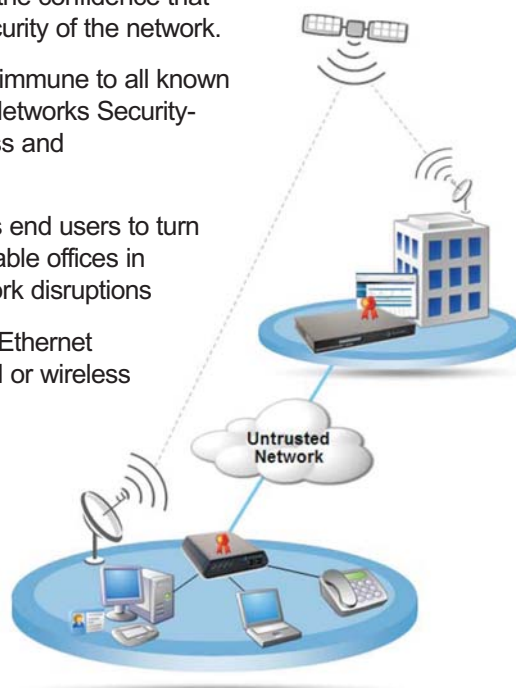 the confidence that
curity of the network.
immune to all known
Networks Security-
ss and
s end users to turn
able offices in
ork disruptions
Ethernet
d or wireless
Untrusted
Network